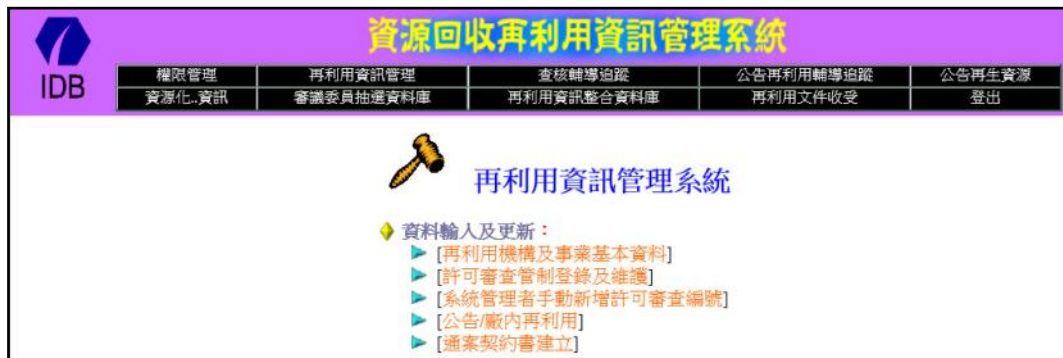 資源回收再利用資訊管理系統
IDB
權限管理 再利用資訊管理 查核輔導追蹤 公告再利用輔導追蹤 公告再生資源
資源化..資訊 審議委員抽選資料庫 再利用資訊整合資料庫 再利用文件收受 登出
再利用資訊管理系統
資料輸入及更新：
[再利用機構及事業基本資料]
[許可審查管制登錄及維護]
[系統管理者手動新增許可審查編號]
[公告/廠內再利用]
[通案契約書建立]